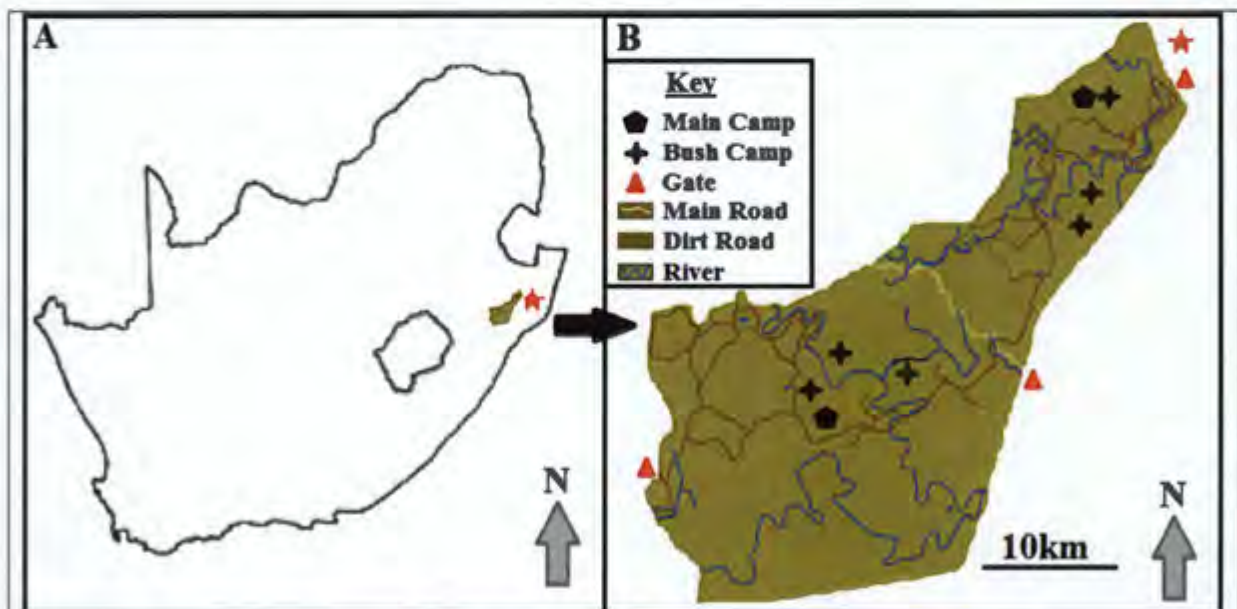 A
B
Key
Main Camp
Bush Camp
Gate
Main Road
Dirt Road
River
N
10km
N